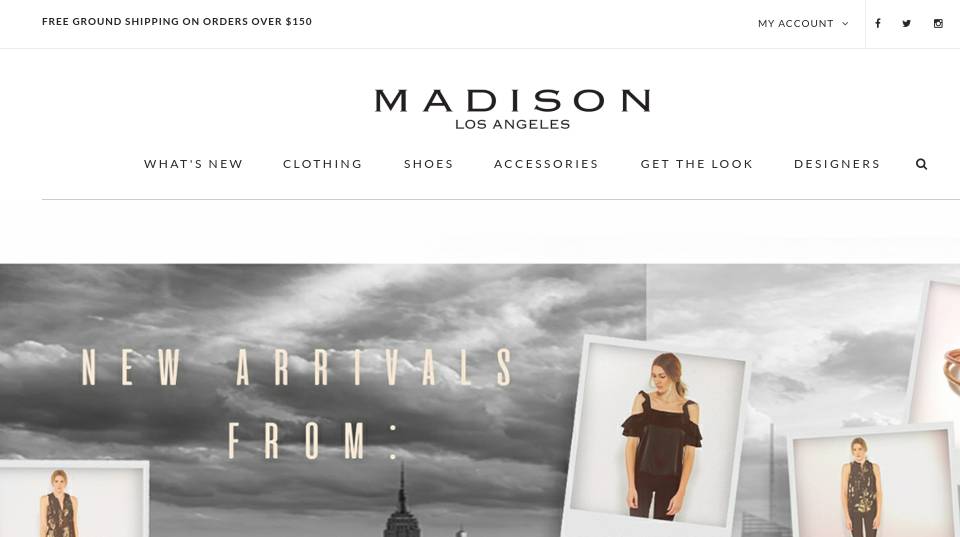 FREE GROUND SHIPPING ON ORDERS OVER $150
MY ACCOUNT
MADISON
LOS ANGELES
WHAT'S NEW
CLOTHING
SHOES
ACCESSORIES
GET THE LOOK
DESIGNERS
NEW ARRIVALS
FROM: